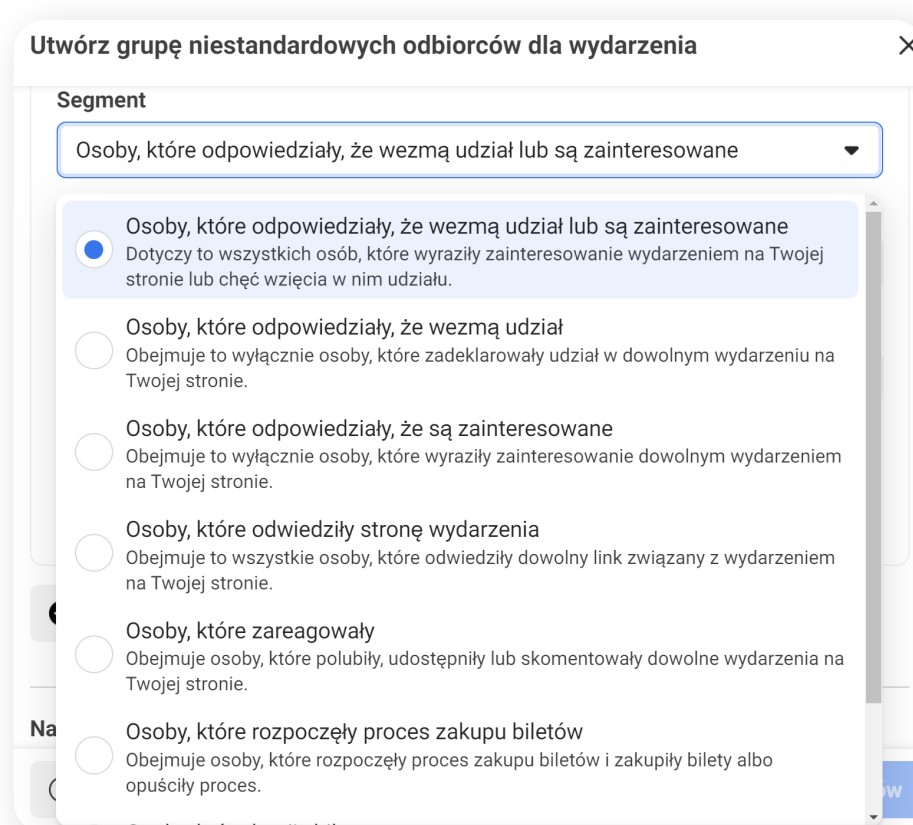 Utwórz grupę niestandardowych odbiorców dla wydarzenia
Segment
Osoby, które odpowiedziały, że wezmą udział lub są zainteresowane
Osoby, które odpowiedziały, że wezmą udział lub są zainteresowane
Dotyczy to wszystkich osób, które wyraziły zainteresowanie wydarzeniem na Twojej
stronie lub chęć wzięcia w nim udziału.
Osoby, które odpowiedziały, że wezmą udział
Obejmuje to wyłącznie osoby, które zadeklarowały udział w dowolnym wydarzeniu na
Twojej stronie.
Osoby, które odpowiedziały, że są zainteresowane
Obejmuje to wyłącznie osoby, które wyraziły zainteresowanie dowolnym wydarzeniem
na Twojej stronie.
Osoby, które odwiedziły stronę wydarzenia
Obejmuje to wszystkie osoby, które odwiedziły dowolny link związany z wydarzeniem
na Twojej stronie.
Osoby, które zareagowały
Obejmuje osoby, które polubiły, udostępniły lub skomentowały dowolne wydarzenia na
Twojej stronie.
Na
Osoby, które rozpoczęły proces zakupu biletów
Obejmuje osoby, które rozpoczęły proces zakupu biletów i zakupiły bilety albo
opuściły proces.